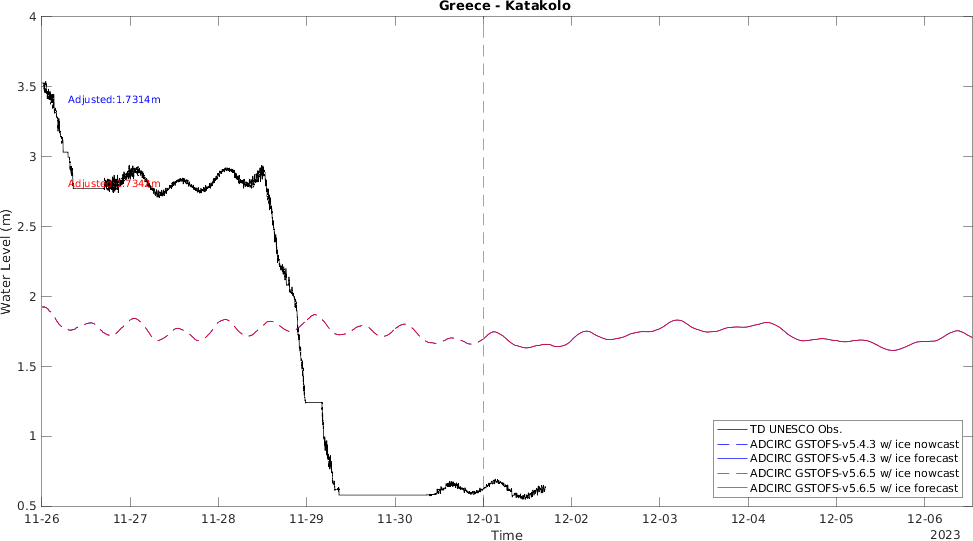 Greece - Katakolo
4
3.5
3
2.5
2
1.5
1
0.5
Water Level (m)
Adjusted:1.7314m
11-26
11-27
11-28
11-29
11-30
12-01
12-02
12-03
12-04
12-05
12-06
Time
2023
TD UNESCO Obs.
ADCIRC GSTOFS-v5.4.3 w/ ice nowcast
ADCIRC GSTOFS-v5.4.3 w/ ice forecast
ADCIRC GSTOFS-v5.6.5 w/ ice nowcast
ADCIRC GSTOFS-v5.6.5 w/ ice forecast